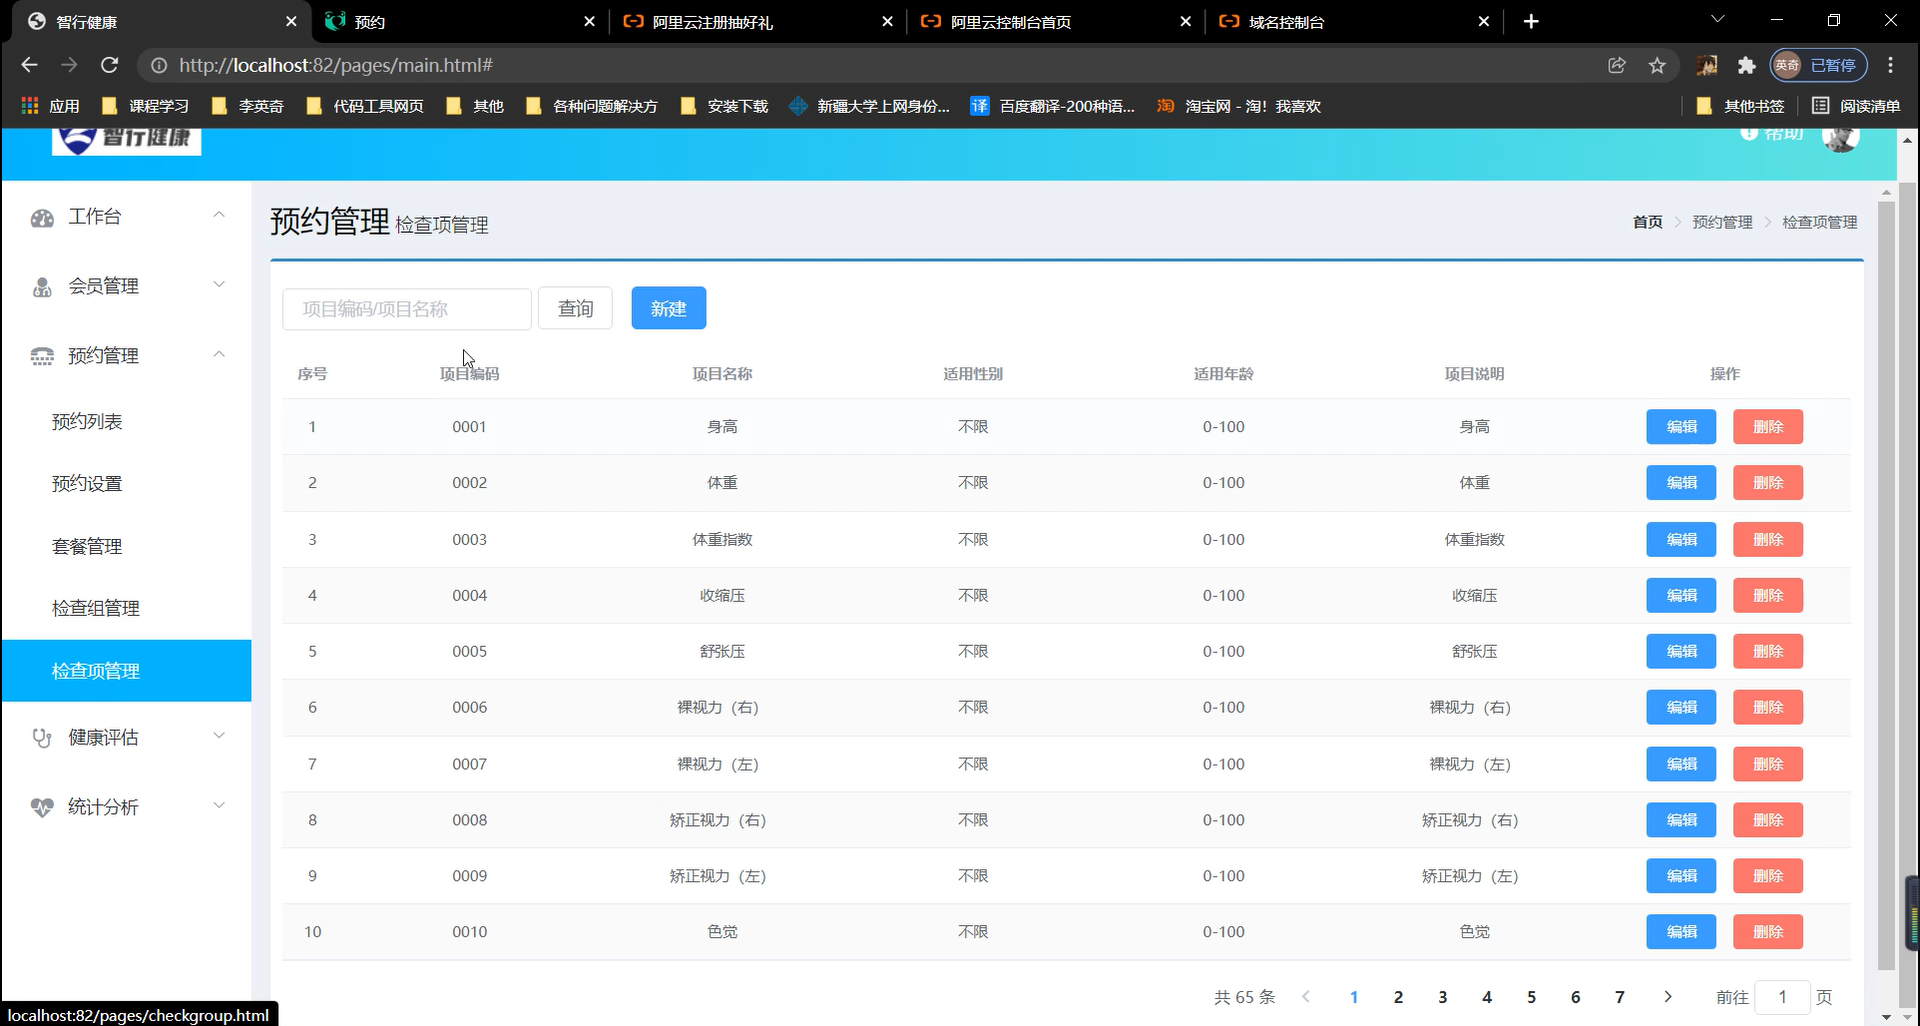 智行健康
预约
阿里云注册抽好礼
阿里云控制台首页
域名控制台
http://localhost:82/pages/main.html#
英奇 已暂停
应用
课程学习
李英奇
代码工具网页
其他
各种问题解决方
安装下载
新疆大学上网身份...
译 百度翻译-200种语...
淘 淘宝网 - 淘！我喜欢
其他书签
阅读清单
智行健康
帮助
工作台
会员管理
预约管理
预约列表
预约设置
套餐管理
检查组管理
检查项管理
健康评估
统计分析
预约管理 检查项管理
首页 > 预约管理 > 检查项管理
项目编码/项目名称 查询 新建
序号 项目编码 项目名称 适用性别 适用年龄 项目说明 操作
1 0001 身高 不限 0-100 身高 编辑 删除
2 0002 体重 不限 0-100 体重 编辑 删除
3 0003 体重指数 不限 0-100 体重指数 编辑 删除
4 0004 收缩压 不限 0-100 收缩压 编辑 删除
5 0005 舒张压 不限 0-100 舒张压 编辑 删除
6 0006 裸视力（右） 不限 0-100 裸视力（右） 编辑 删除
7 0007 裸视力（左） 不限 0-100 裸视力（左） 编辑 删除
8 0008 矫正视力（右） 不限 0-100 矫正视力（右） 编辑 删除
9 0009 矫正视力（左） 不限 0-100 矫正视力（左） 编辑 删除
10 0010 色觉 不限 0-100 色觉 编辑 删除
共 65 条 1 2 3 4 5 6 7 前往 1 页
localhost:82/pages/checkgroup.html